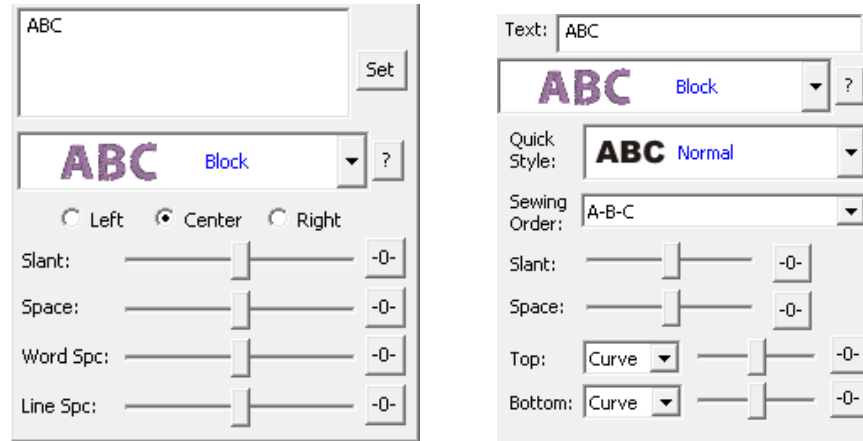 ABC
Set
ABC Block ?
Left Center Right
Slant: -0-
Space: -0-
Word Spc: -0-
Line Spc: -0-
Text: ABC
ABC Block ?
Quick
Style: ABC Normal
Sewing
Order: A-B-C
Slant: -0-
Space: -0-
Top: Curve -0-
Bottom: Curve -0-